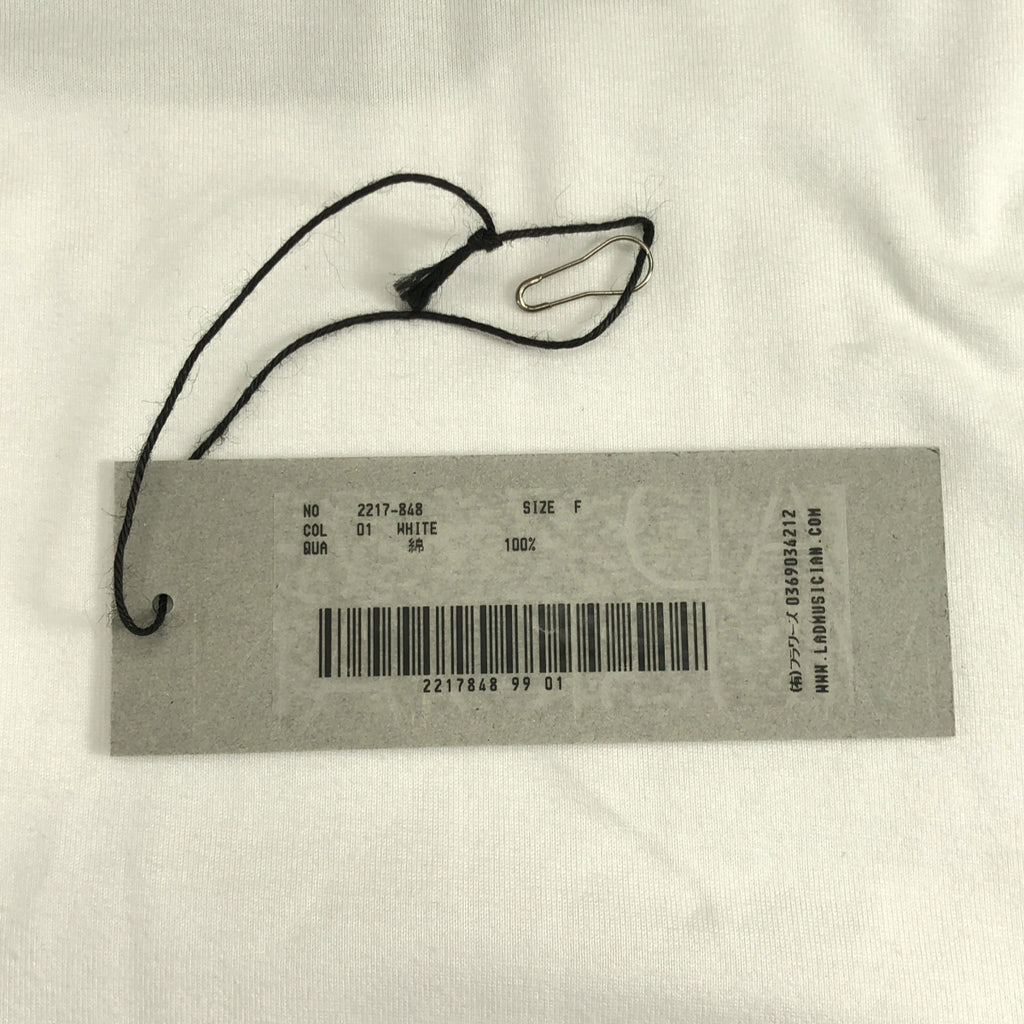 NO 2217-848 SIZE F
COL 01 WHITE
QUA 綿 100%
2217848 99 01
(有)フラワーズ 0369034212
WWW.LADMUSICIAN.COM